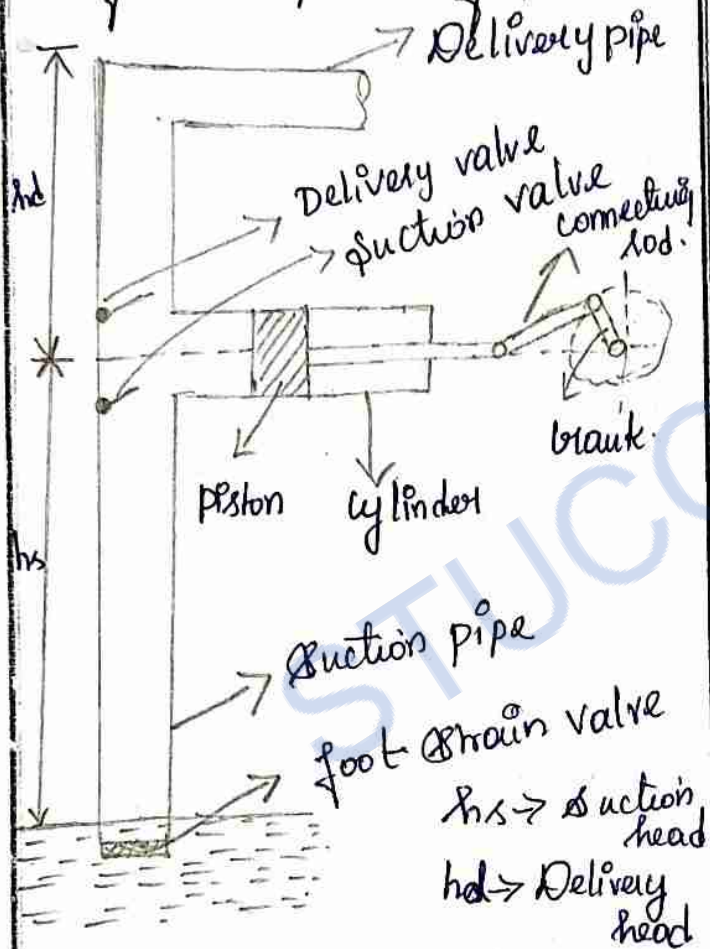 Delivery pipe
hd
Delivery valve
Suction valve
connecting
rod.
crank.
piston
cylinder
hs
Suction pipe
foot strain valve
hs → Suction
head
hd → Delivery
head
STUCO